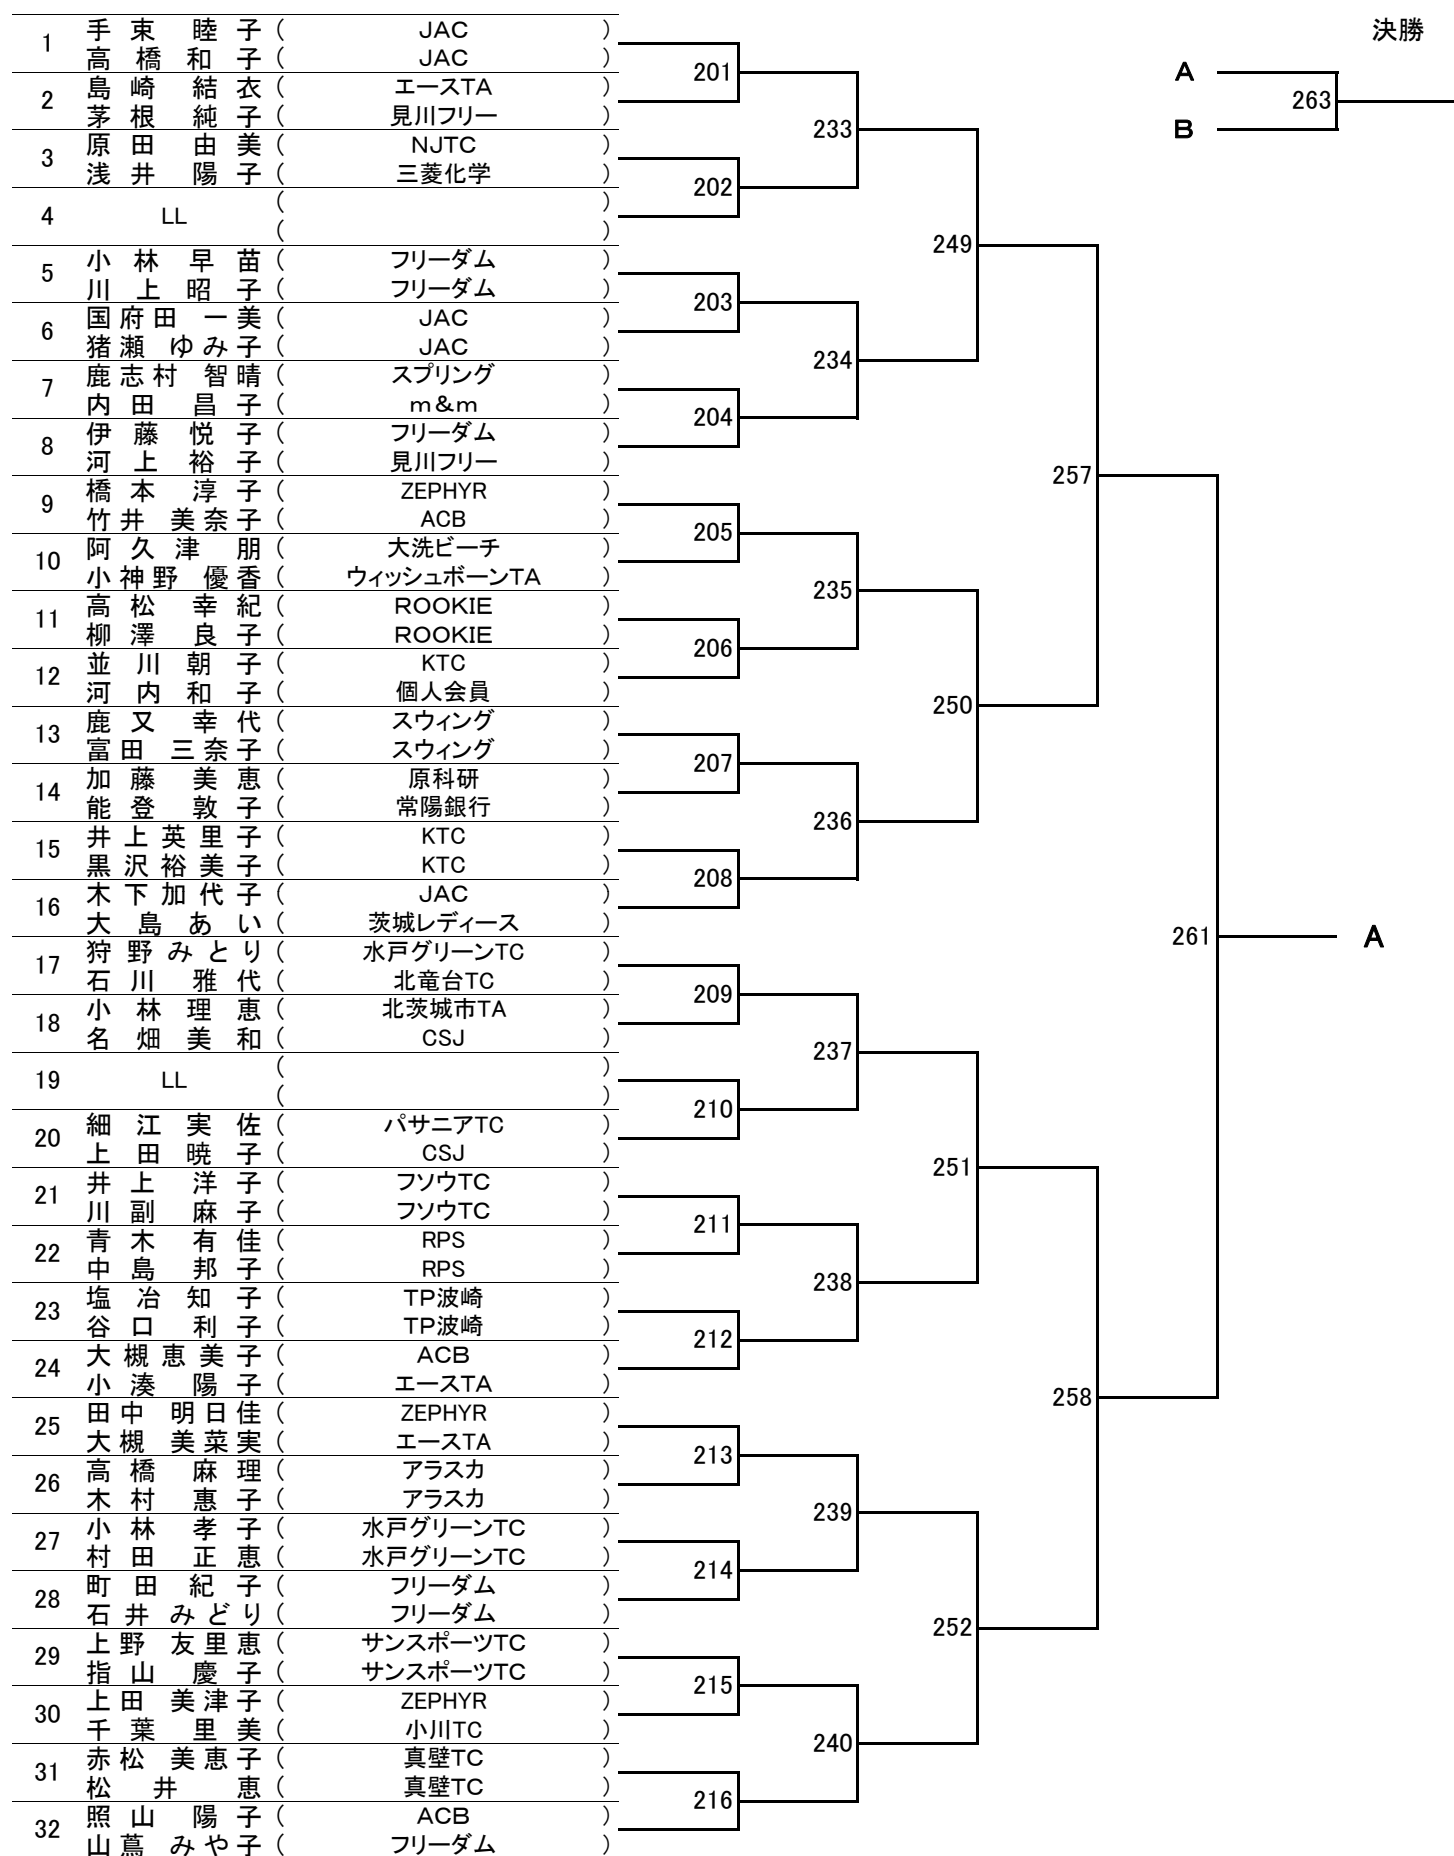 決勝
A
263
B
1 手束 睦子 ( JAC )
高橋和子 ( JAC )
201
2 島崎 結衣 ( エースTA )
茅根 純子 ( 見川フリー )
233
3 原田 由美 ( NJTC )
浅井 陽子 ( 三菱化学 )
202
4 LL ( )
( )
249
5 小林早苗 ( フリーダム )
川上昭子 ( フリーダム )
203
6 国府田 一美 ( JAC )
猪瀬 ゆみ子 ( JAC )
234
7 鹿志村 智晴 ( スプリング )
内田 昌子 ( m&m )
204
8 伊藤悦子 ( フリーダム )
河上裕子 ( 見川フリー )
257
9 橋本 淳子 ( ZEPHYR )
竹井 美奈子 ( ACB )
205
10 阿久津 朋 ( 大洗ビーチ )
小神野 優香 ( ウィッシュボーンTA )
235
11 高松 幸紀 ( ROOKIE )
柳澤 良子 ( ROOKIE )
206
12 並川朝子 ( KTC )
河内和子 ( 個人会員 )
250
13 鹿又 幸代 ( スウィング )
富田 三奈子 ( スウィング )
207
14 加藤 美恵 ( 原科研 )
能登 敦子 ( 常陽銀行 )
236
15 井上英里子 ( KTC )
黒沢裕美子 ( KTC )
208
16 木下加代子 ( JAC )
大島あい ( 茨城レディース )
261
A
17 狩野みとり ( 水戸グリーンTC )
石川 雅代 ( 北竜台TC )
209
18 小林理恵 ( 北茨城市TA )
名畑美和 ( CSJ )
237
19 LL ( )
( )
210
20 細江実佐 ( パサニアTC )
上田暁子 ( CSJ )
251
21 井上 洋子 ( フソウTC )
川副 麻子 ( フソウTC )
211
22 青木 有佳 ( RPS )
中島 邦子 ( RPS )
238
23 塩冶知子 ( TP波崎 )
谷口 利子 ( TP波崎 )
212
24 大槻恵美子 ( ACB )
小湊 陽子 ( エースTA )
258
25 田中 明日佳 ( ZEPHYR )
大槻 美菜実 ( エースTA )
213
26 高橋 麻理 ( アラスカ )
木村 恵子 ( アラスカ )
239
27 小林 孝子 ( 水戸グリーンTC )
村田 正恵 ( 水戸グリーンTC )
214
28 町田紀子 ( フリーダム )
石井みどり ( フリーダム )
252
29 上野 友里恵 ( サンスポーツTC )
指山 慶子 ( サンスポーツTC )
215
30 上田 美津子 ( ZEPHYR )
千葉 里美 ( 小川TC )
240
31 赤松 美恵子 ( 真壁TC )
松井 恵 ( 真壁TC )
216
32 照山 陽子 ( ACB )
山蔦 みや子 ( フリーダム )